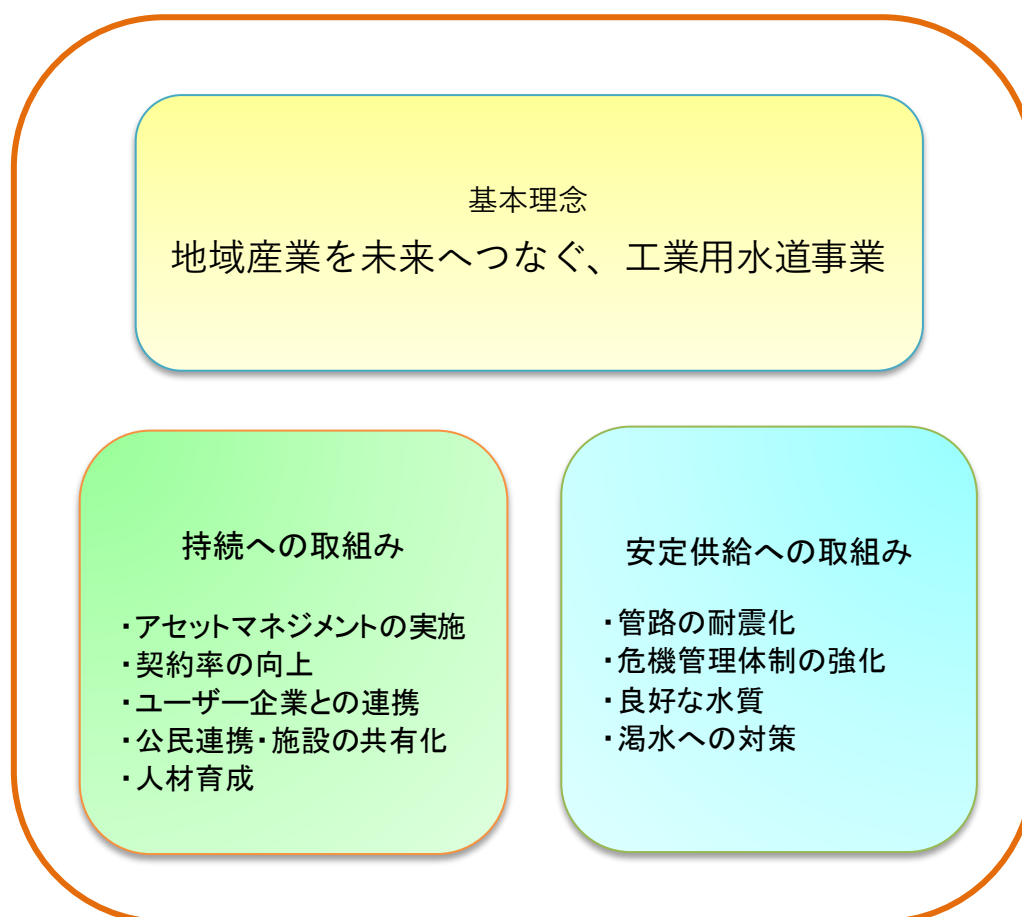 基本理念
地域産業を未来へつなぐ、工業用水道事業
持続への取組み
・アセットマネジメントの実施
・契約率の向上
・ユーザー企業との連携
・公民連携・施設の共有化
・人材育成
安定供給への取組み
・管路の耐震化
・危機管理体制の強化
・良好な水質
・渇水への対策